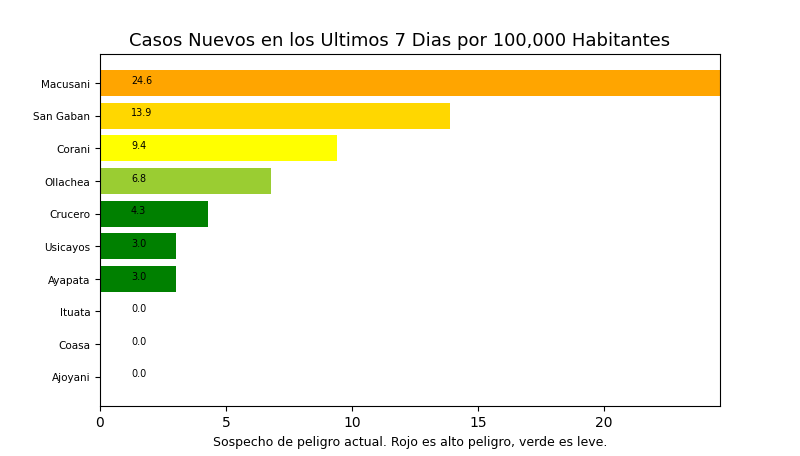 Casos Nuevos en los Ultimos 7 Dias por 100,000 Habitantes
Macusani 24.6
San Gaban 13.9
Corani 9.4
Ollachea 6.8
Crucero 4.3
Usicayos 3.0
Ayapata 3.0
Ituata 0.0
Coasa 0.0
Ajoyani 0.0
0 5 10 15 20
Sospecho de peligro actual. Rojo es alto peligro, verde es leve.